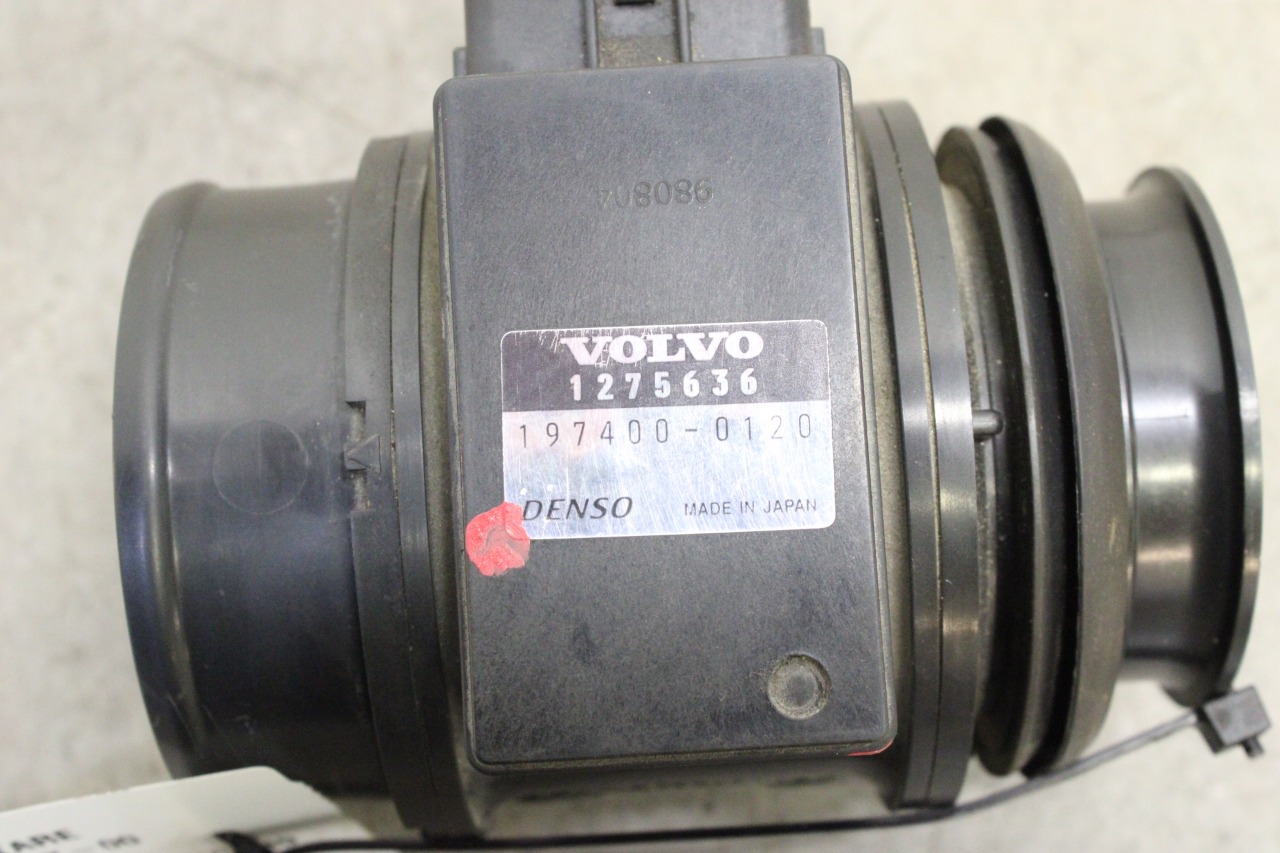 708086
VOLVO
1275636
197400-0120
DENSO MADE IN JAPAN